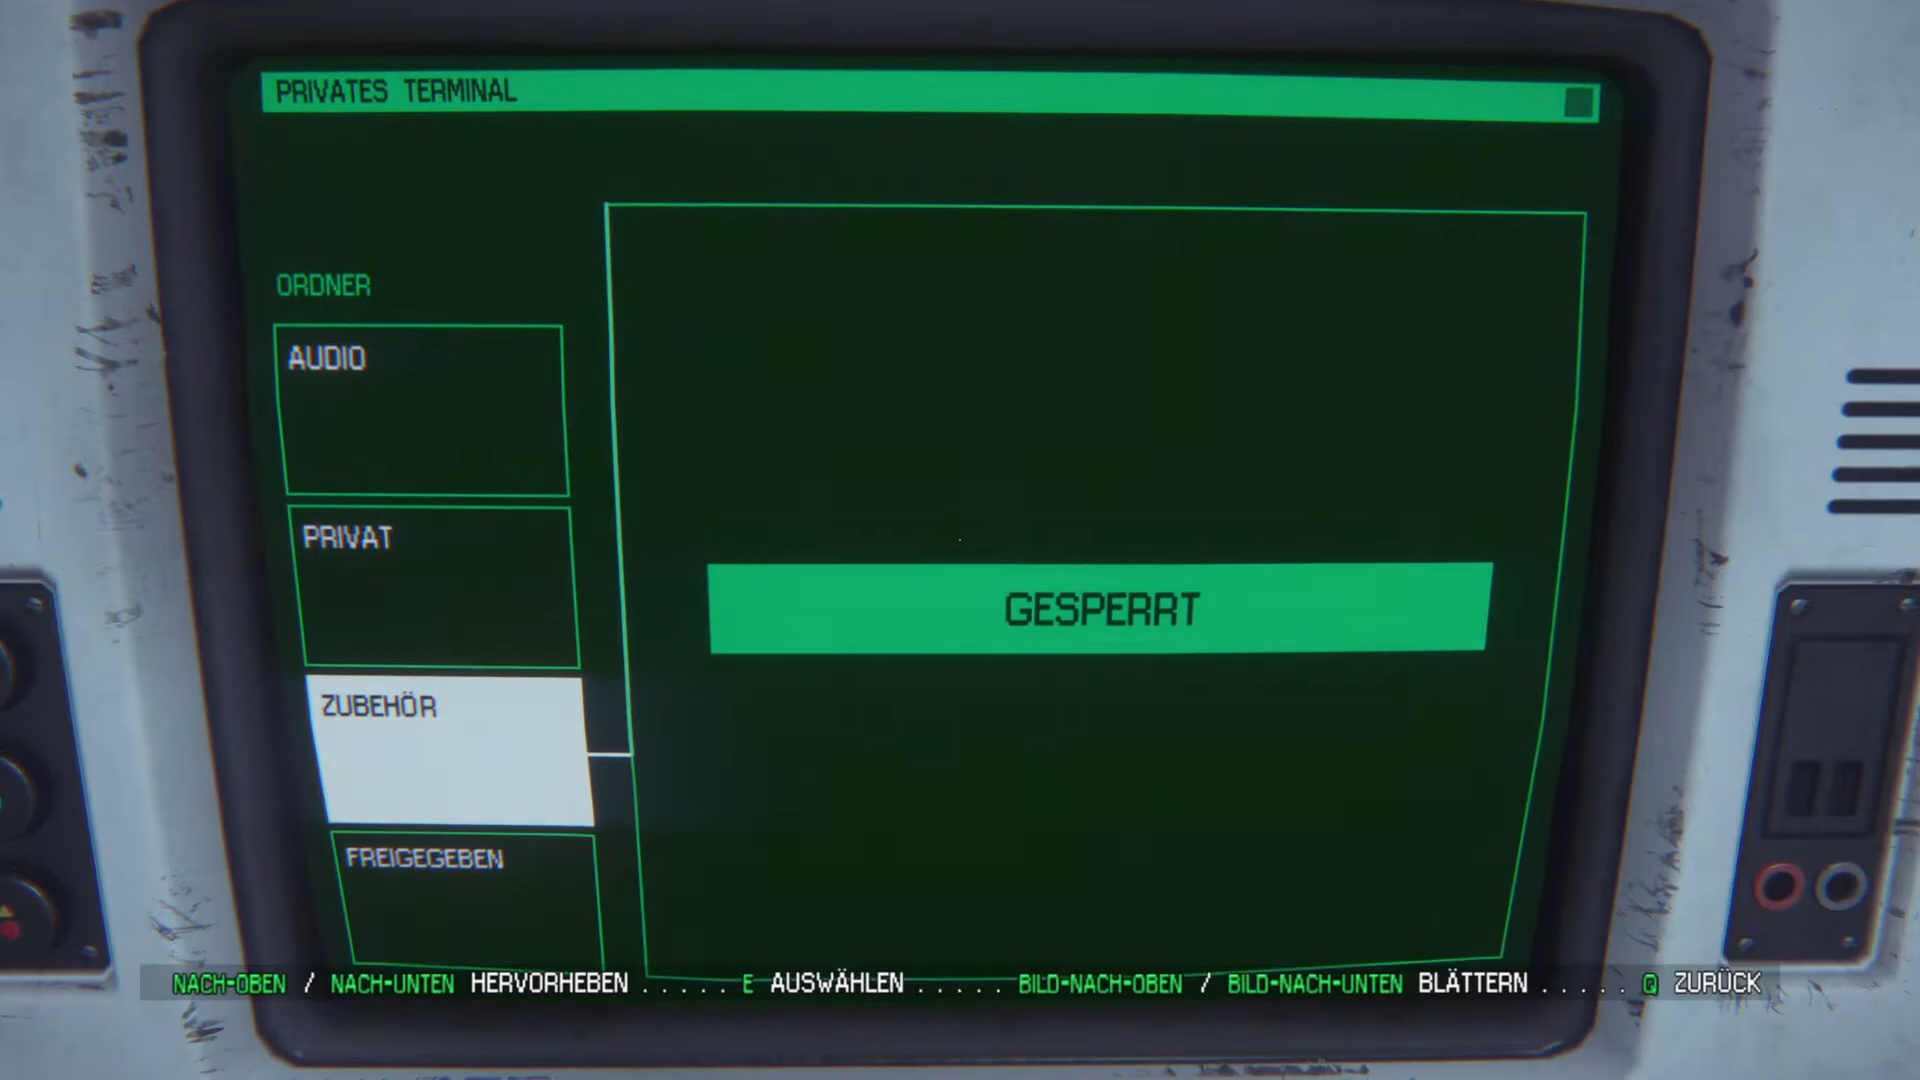 PRIVATES TERMINAL
ORDNER
AUDIO
PRIVAT
ZUBEHÖR
FREIGEGEBEN
GESPERRT
NACH-OBEN / NACH-UNTEN HERVORHEBEN ..... E AUSWÄHLEN ..... BILD-NACH-OBEN / BILD-NACH-UNTEN BLÄTTERN ..... Q ZURÜCK